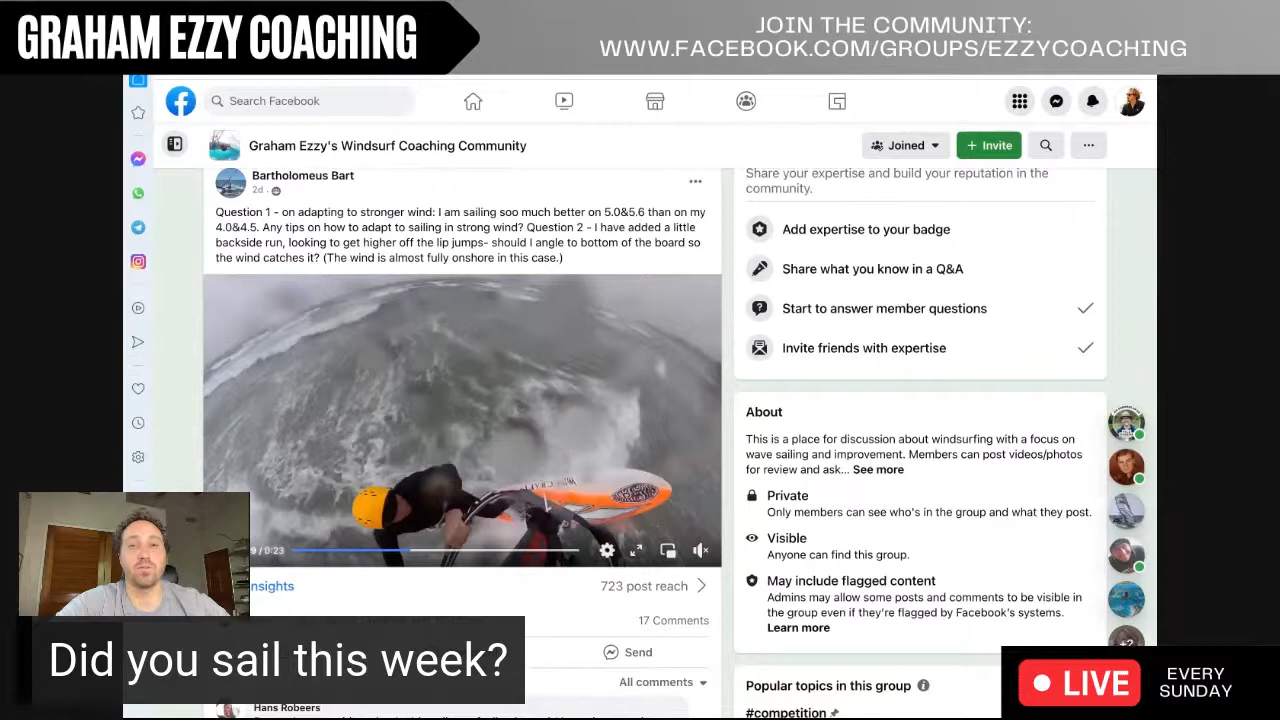 GRAHAM EZZY COACHING
JOIN THE COMMUNITY:
WWW.FACEBOOK.COM/GROUPS/EZZYCOACHING
Search Facebook
Graham Ezzy's Windsurf Coaching Community
Joined
+ Invite
Bartholomeus Bart
2d ·
Question 1 - on adapting to stronger wind: I am sailing soo much better on 5.0&5.6 than on my
4.0&4.5. Any tips on how to adapt to sailing in strong wind? Question 2 - I have added a little
backside run, looking to get higher off the lip jumps- should I angle to bottom of the board so
the wind catches it? (The wind is almost fully onshore in this case.)
9 / 0:23
nsights
723 post reach
17 Comments
Send
All comments
Hans Robeers
Share your expertise and build your reputation in the
community.
Add expertise to your badge
Share what you know in a Q&A
Start to answer member questions
Invite friends with expertise
About
This is a place for discussion about windsurfing with a focus on
wave sailing and improvement. Members can post videos/photos
for review and ask... See more
Private
Only members can see who's in the group and what they post.
Visible
Anyone can find this group.
May include flagged content
Admins may allow some posts and comments to be visible in
the group even if they're flagged by Facebook's systems.
Learn more
+2
Popular topics in this group
#competition
Did you sail this week?
LIVE
EVERY
SUNDAY